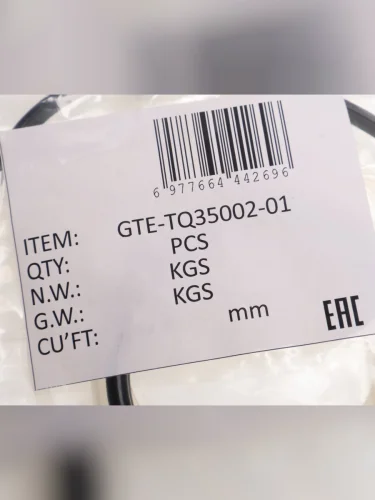 6 977664 442696
ITEM: GTE-TQ35002-01
QTY: PCS
N.W.: KGS
G.W.: KGS
CU'FT: mm
EAC